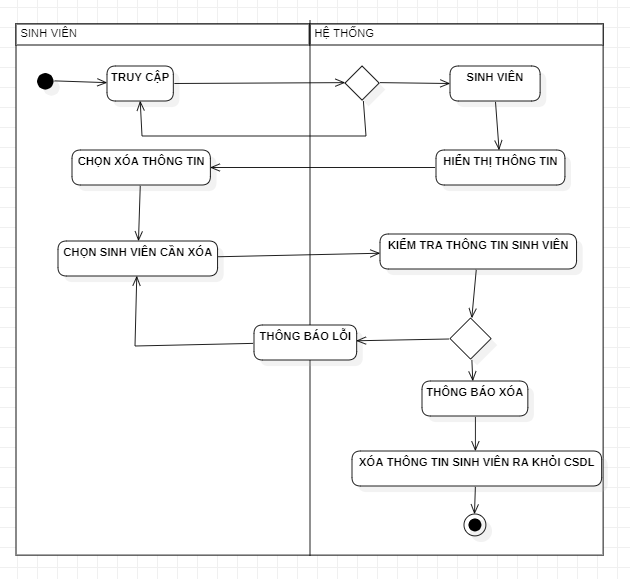 SINH VIÊN
HỆ THỐNG
TRUY CẬP
SINH VIÊN
CHỌN XÓA THÔNG TIN
HIỂN THỊ THÔNG TIN
CHỌN SINH VIÊN CẦN XÓA
KIỂM TRA THÔNG TIN SINH VIÊN
THÔNG BÁO LỖI
THÔNG BÁO XÓA
XÓA THÔNG TIN SINH VIÊN RA KHỎI CSDL